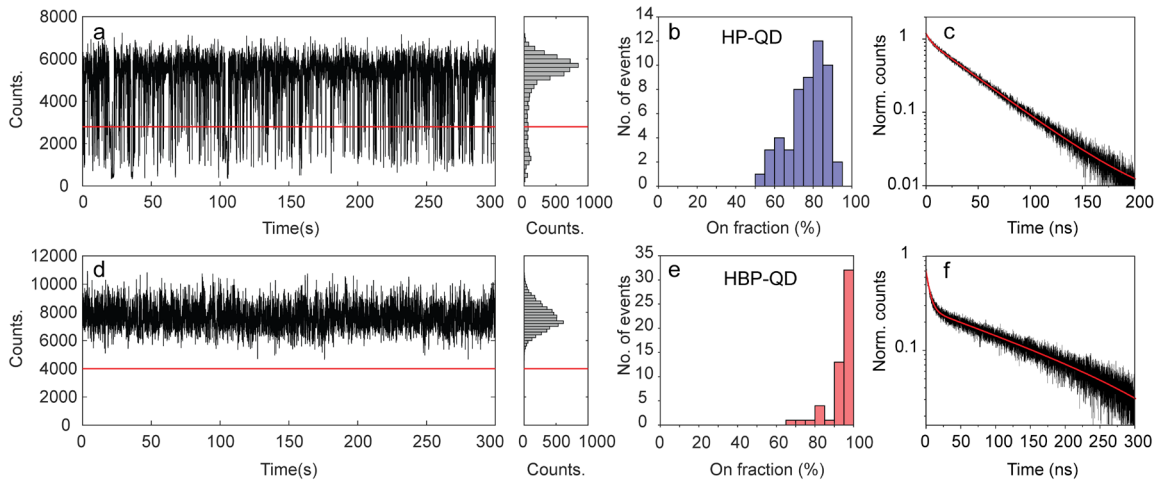 a
8000
6000
4000
2000
0
Counts.
0 50 100 150 200 250 300
Time(s)
0 500 1000
Counts.
b
HP-QD
14
12
10
8
6
4
2
0
No. of events
0 20 40 60 80 100
On fraction (%)
c
1
0.1
0.01
Norm. counts
0 50 100 150 200
Time (ns)
d
12000
10000
8000
6000
4000
2000
0
Counts.
0 50 100 150 200 250 300
Time(s)
0 500 1000
Counts.
e
HBP-QD
35
30
25
20
15
10
5
0
No. of events
0 20 40 60 80 100
On fraction (%)
f
1
0.1
Norm. counts
0 50 100 150 200 250 300
Time (ns)